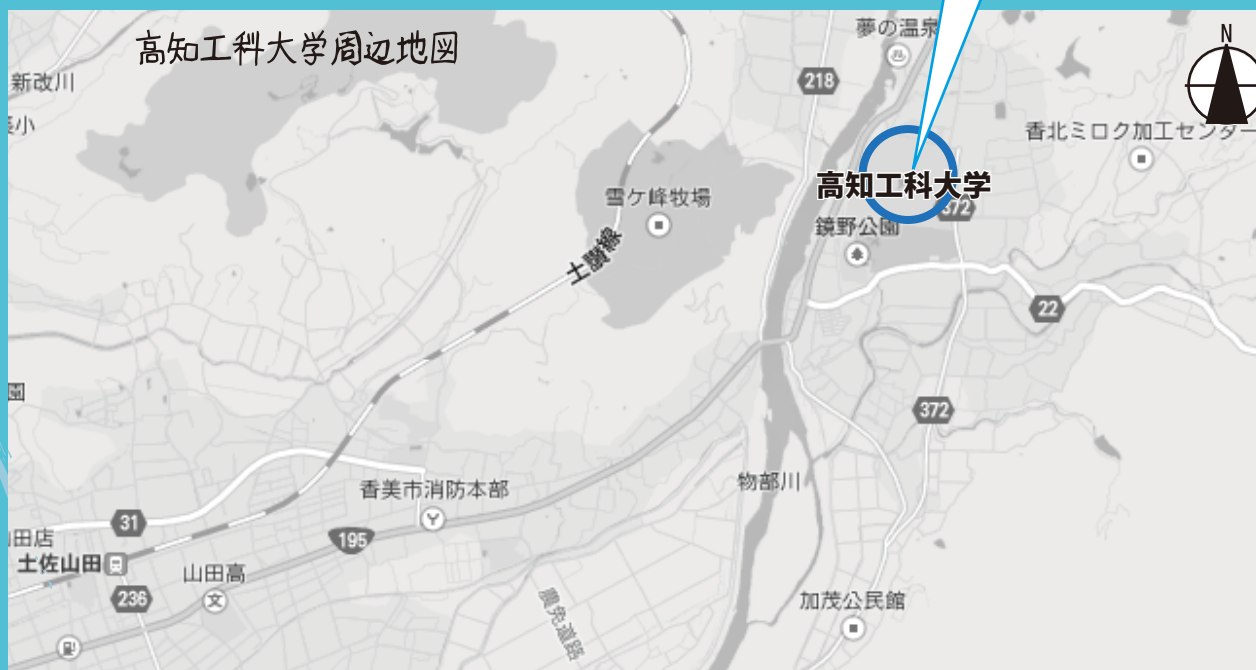 高知工科大学周辺地図
夢の温泉
N
新改川
218
香北ミロク加工センター
雪ケ峰牧場
高知工科大学
372
鏡野公園
土讃線
22
園
372
香美市消防本部
物部川
31
195
田店
土佐山田
山田高
236
農免道路
加茂公民館